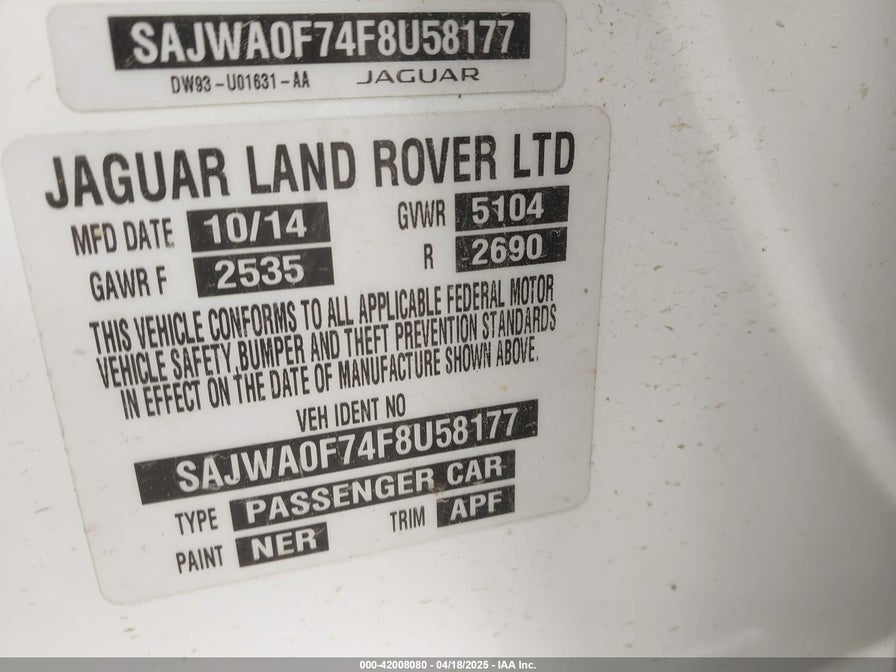 SAJWA0F74F8U58177
DW93-U01631-AA JAGUAR
JAGUAR LAND ROVER LTD
MFD DATE 10/14 GVWR 5104
GAWR F 2535 R 2690
THIS VEHICLE CONFORMS TO ALL APPLICABLE FEDERAL MOTOR
VEHICLE SAFETY,BUMPER AND THEFT PREVENTION STANDARDS
IN EFFECT ON THE DATE OF MANUFACTURE SHOWN ABOVE.
VEH IDENT NO
SAJWA0F74F8U58177
TYPE PASSENGER CAR
PAINT NER TRIM APF
000-42008080 - 04/18/2025 - IAA Inc.